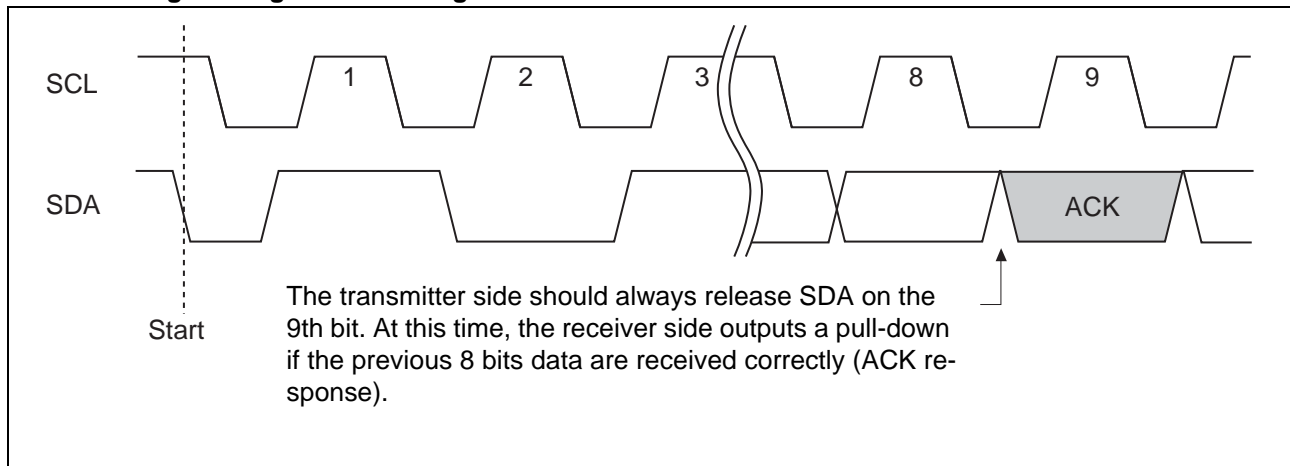 SCL
1
2
3
8
9
SDA
ACK
Start
The transmitter side should always release SDA on the
9th bit. At this time, the receiver side outputs a pull-down
if the previous 8 bits data are received correctly (ACK re-
sponse).